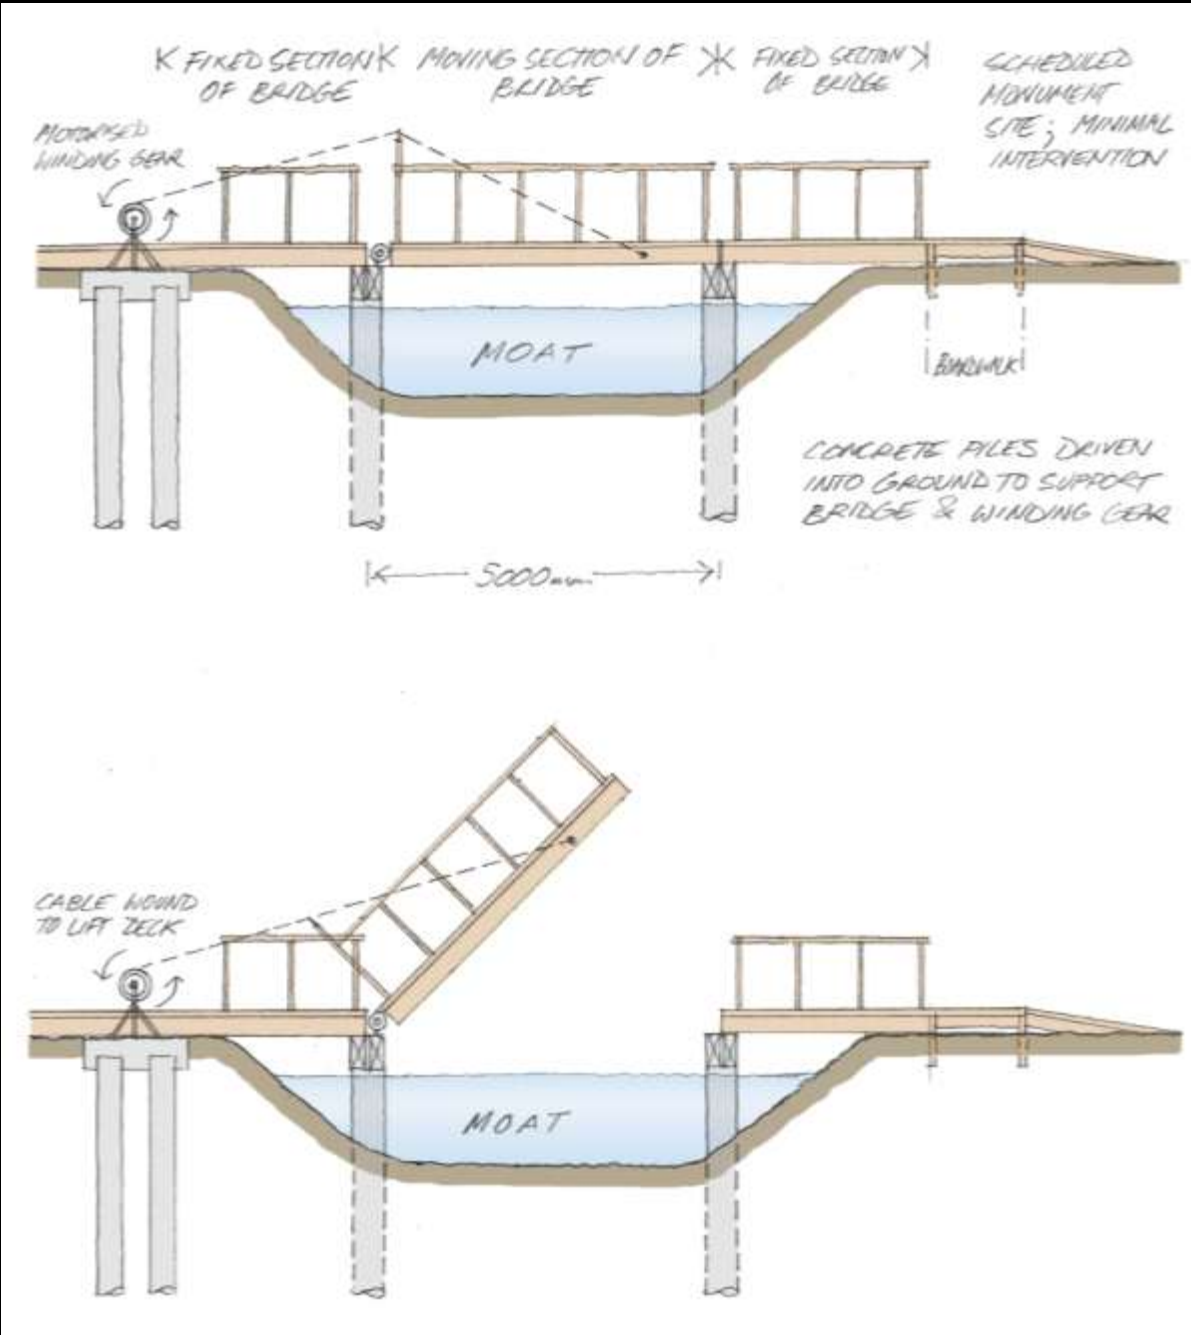 FIXED SECTION
OF BRIDGE
MOVING SECTION OF
BRIDGE
FIXED SECTION
OF BRIDGE
SCHEDULED
MONUMENT
SITE; MINIMAL
INTERVENTION
MOTORISED
WINDING GEAR
MOAT
BOARDWALK
CONCRETE PILES DRIVEN
INTO GROUND TO SUPPORT
BRIDGE & WINDING GEAR
5000mm
CABLE WOUND
TO LIFT DECK
MOAT